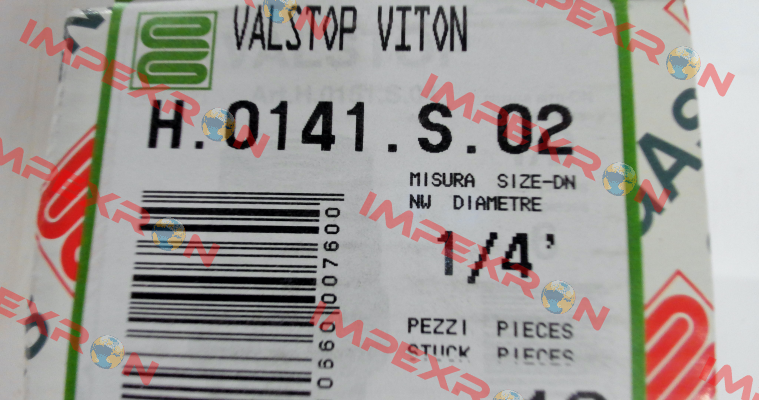 VALSTOP VITON
H.0141.S.02
MISURA SIZE-DN
NW DIAMETRE
1/4'
PEZZI PIECES
STUCK PIECES
IMPEXRON